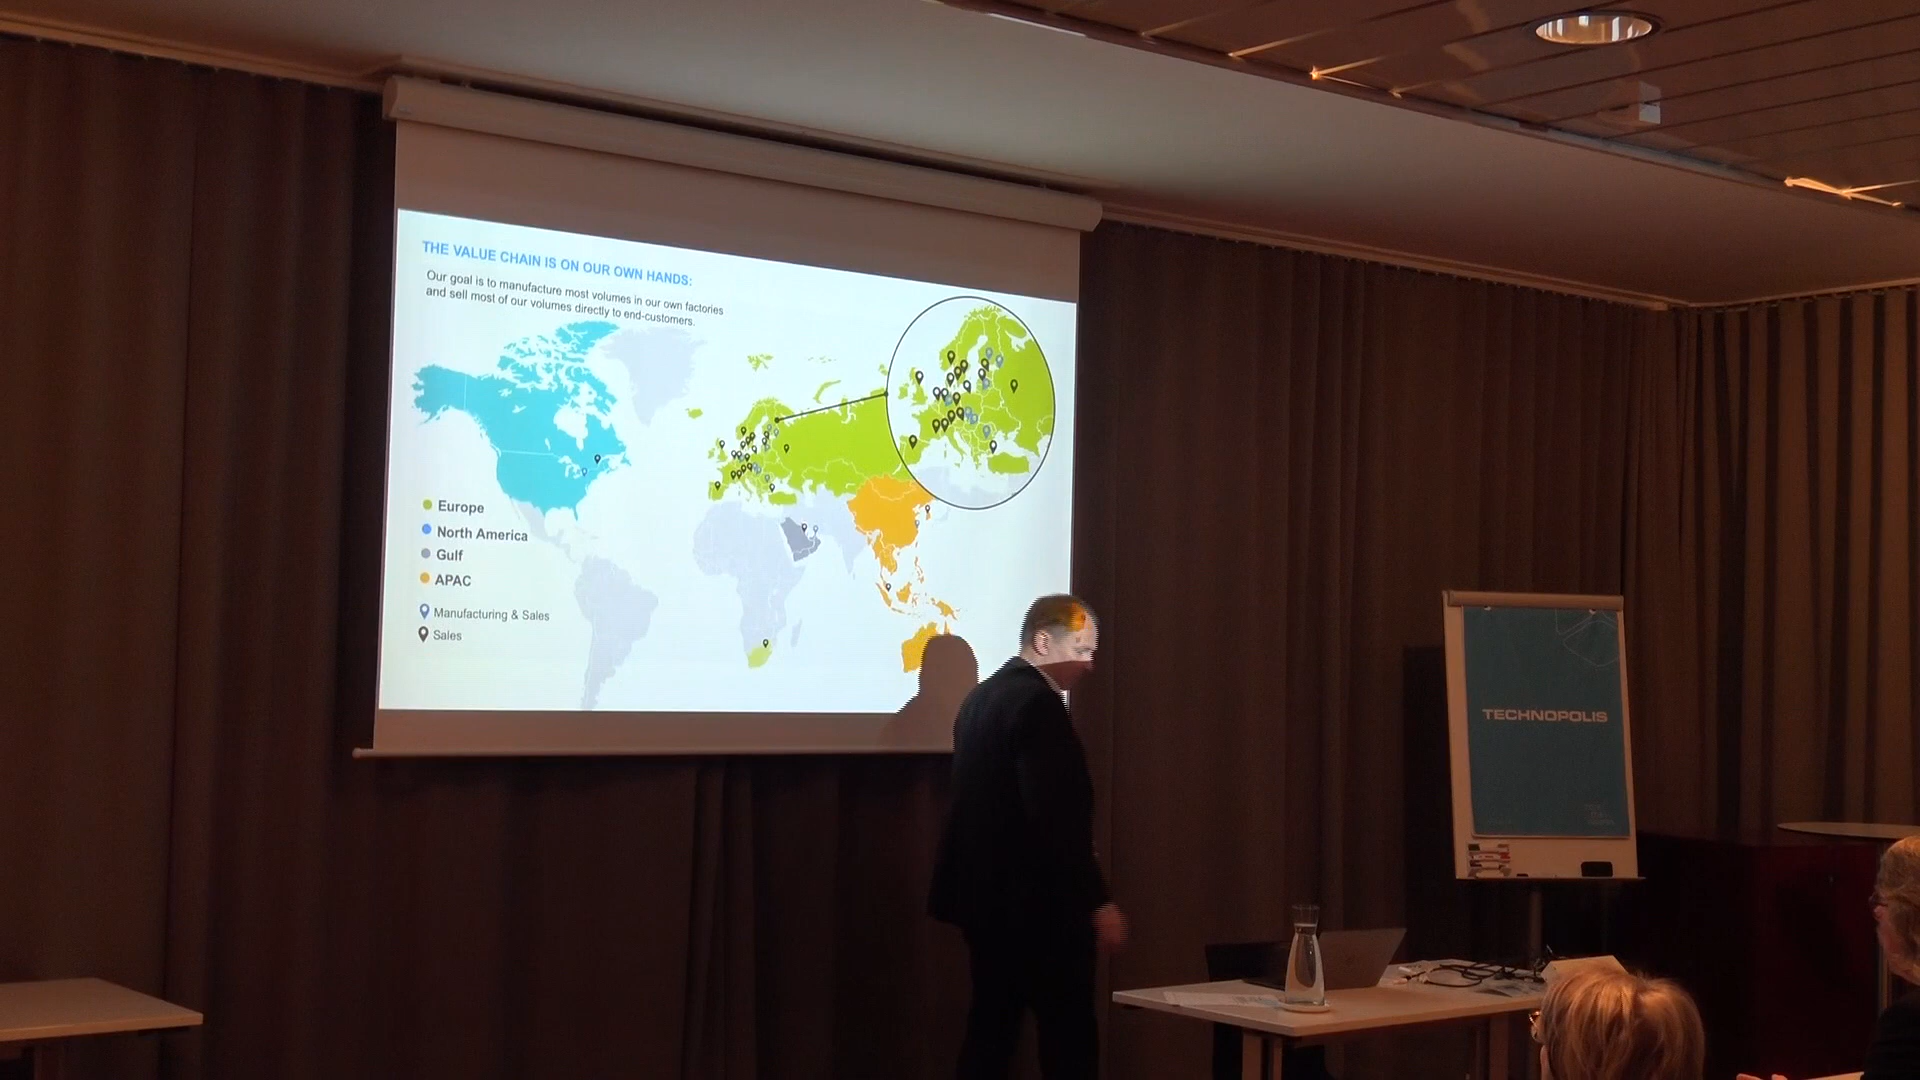 THE VALUE CHAIN IS ON OUR OWN HANDS:
Our goal is to manufacture most volumes in our own factories
and sell most of our volumes directly to end-customers.
Europe
North America
Gulf
APAC
Manufacturing & Sales
Sales
TECHNOPOLIS